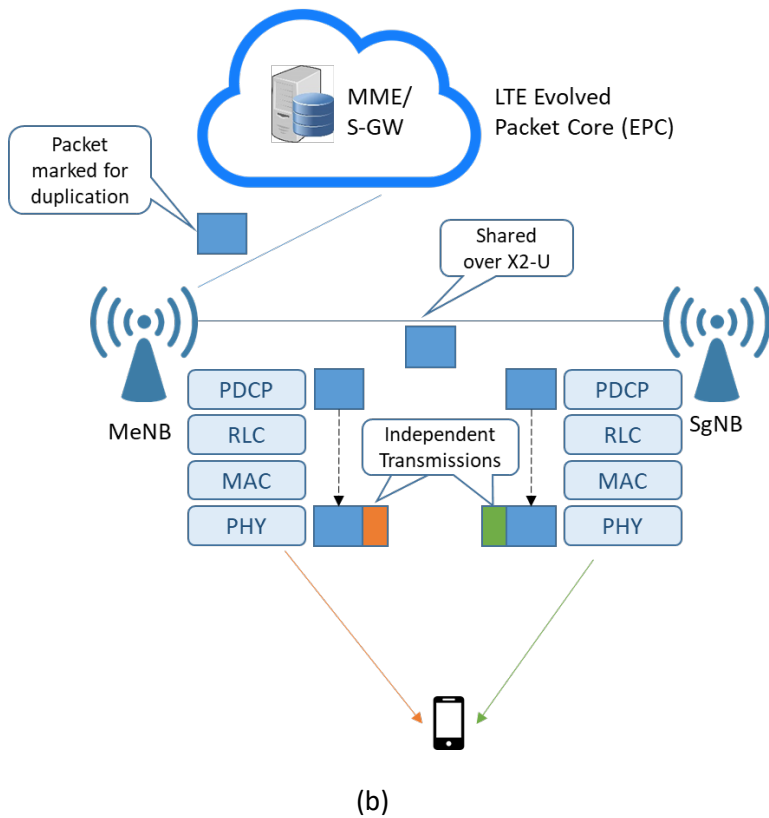 MME/
S-GW
LTE Evolved
Packet Core (EPC)
Packet
marked for
duplication
Shared
over X2-U
MeNB
PDCP
RLC
MAC
PHY
Independent
Transmissions
PDCP
RLC
MAC
PHY
SgNB
(b)